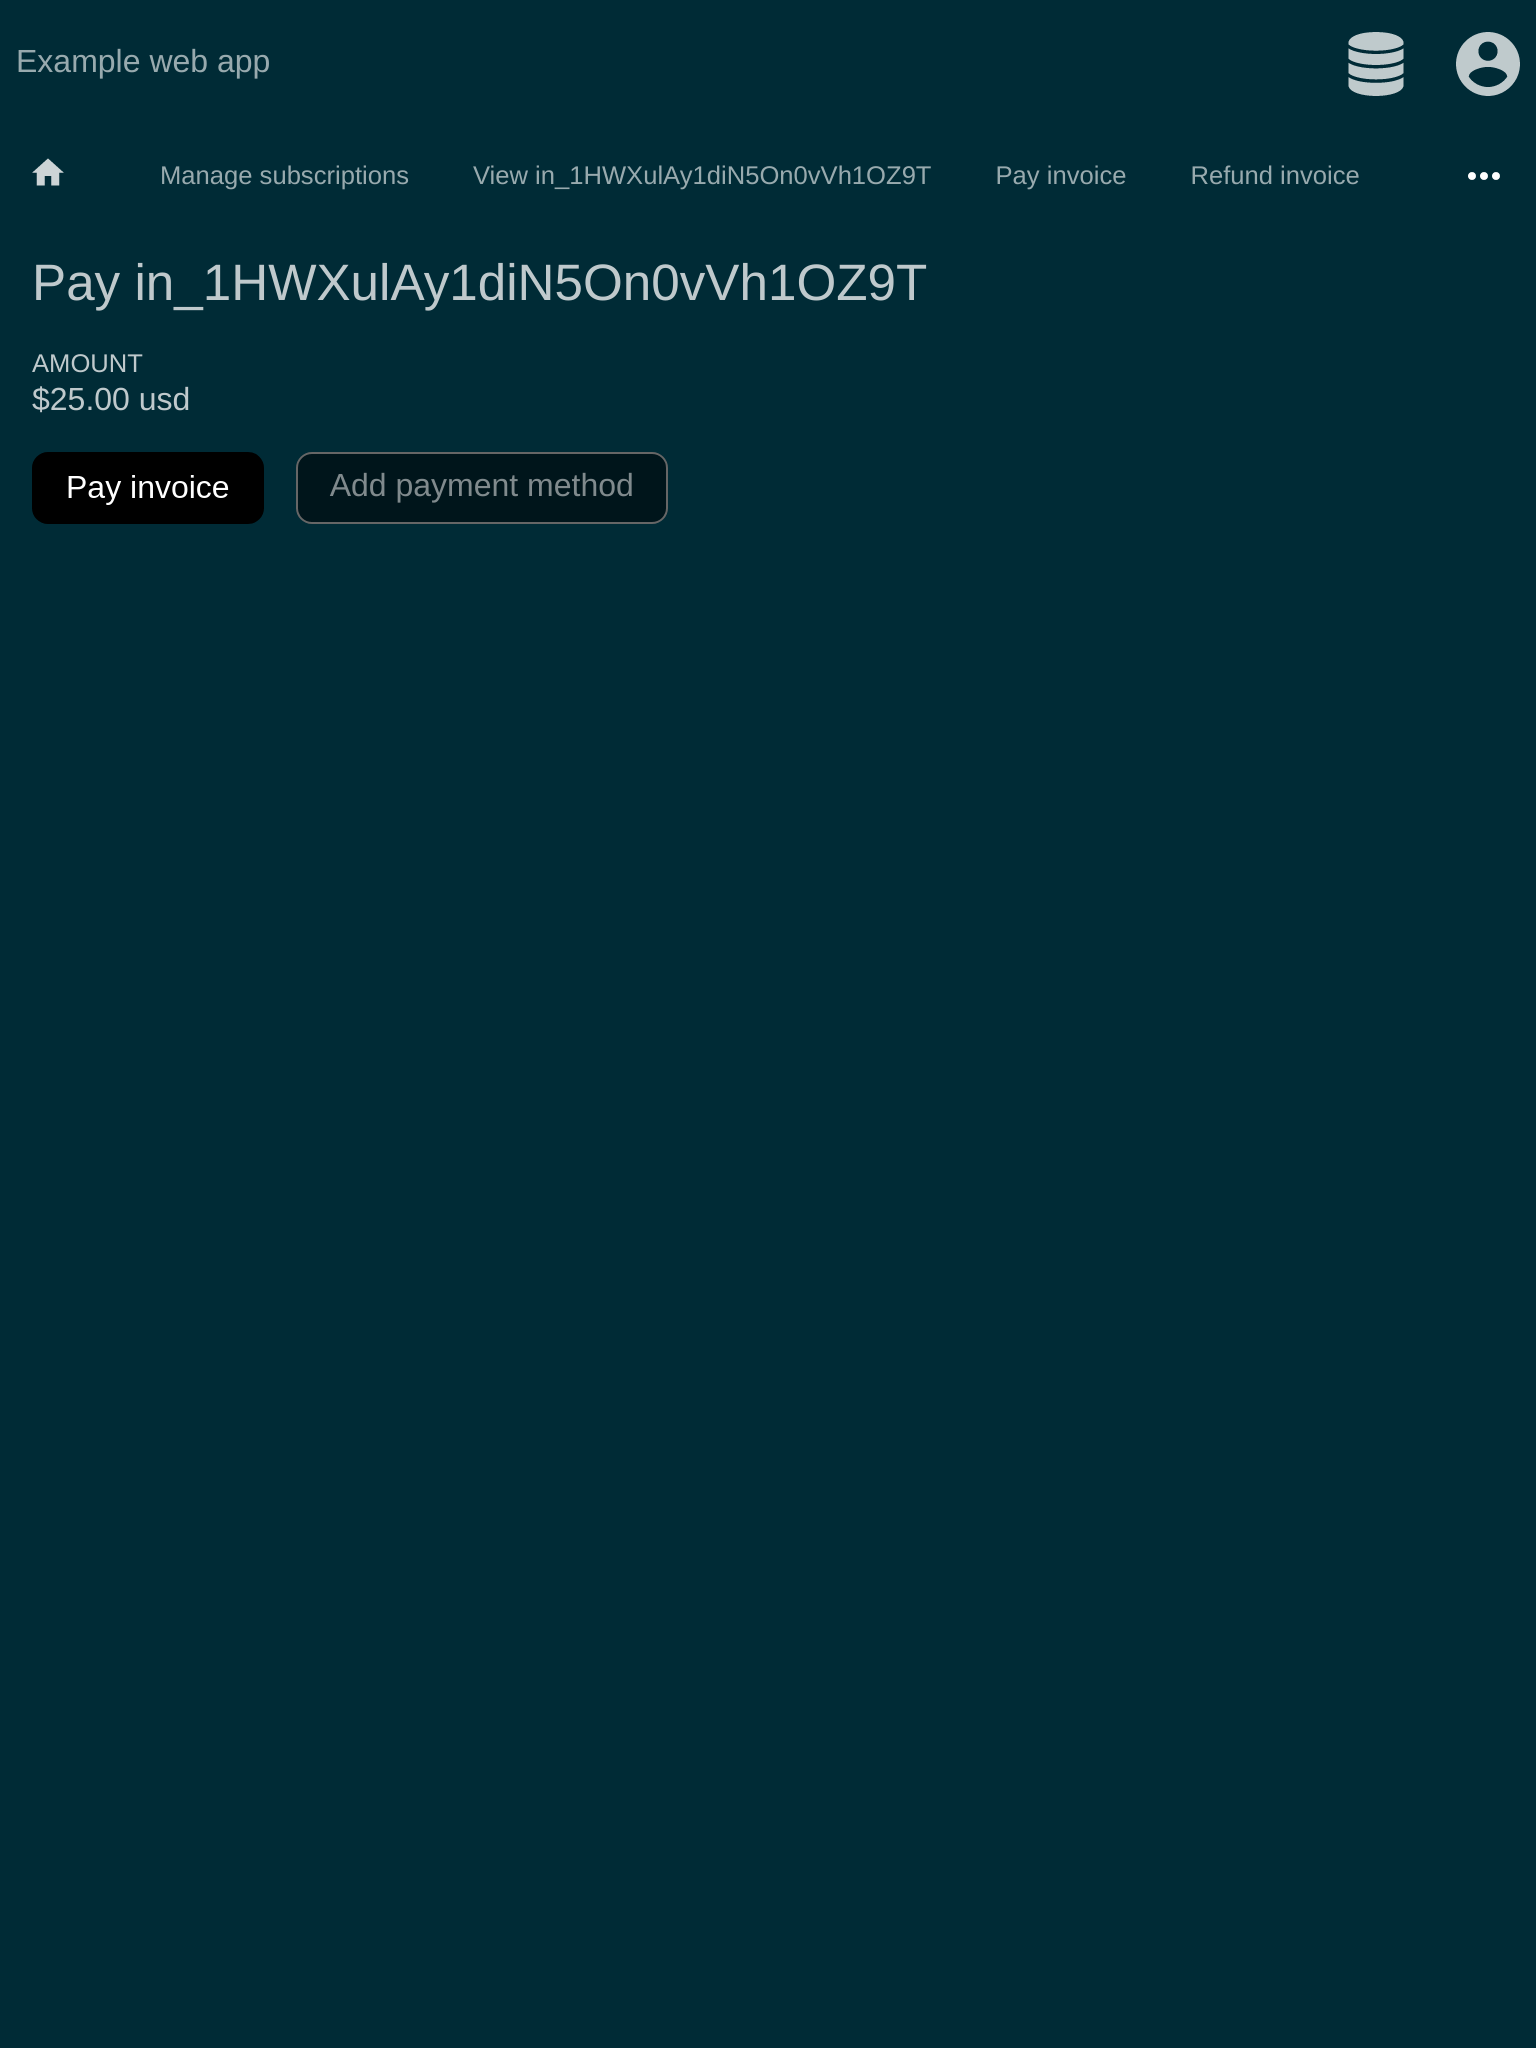 Example web app
Manage subscriptions View in_1HWXulAy1diN5On0vVh1OZ9T Pay invoice Refund invoice
Pay in_1HWXulAy1diN5On0vVh1OZ9T
AMOUNT
$25.00 usd
Pay invoice Add payment method